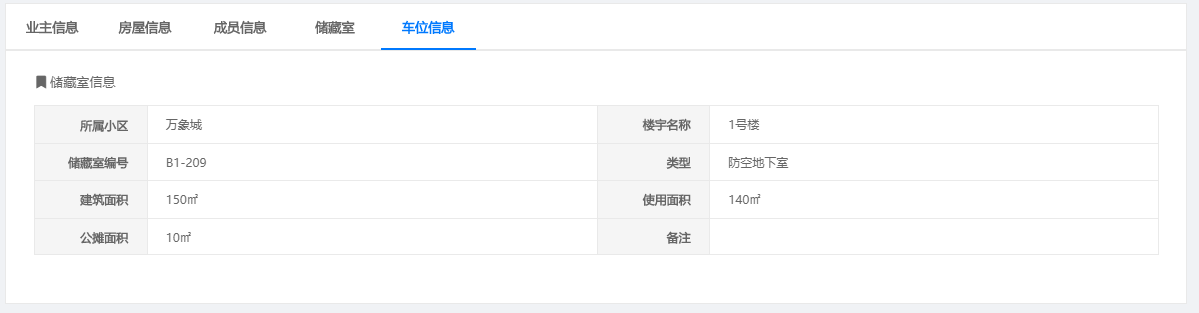 业主信息 房屋信息 成员信息 储藏室 车位信息
储藏室信息
所属小区 万象城 楼宇名称 1号楼
储藏室编号 B1-209 类型 防空地下室
建筑面积 150㎡ 使用面积 140㎡
公摊面积 10㎡ 备注